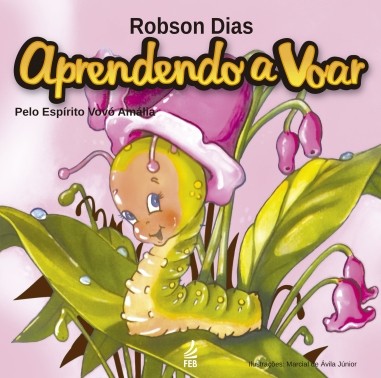 Robson Dias
Aprendendo a Voar
Pelo Espírito Vovó Amália
FEB
Ilustrações: Marcial de Ávila Júnior